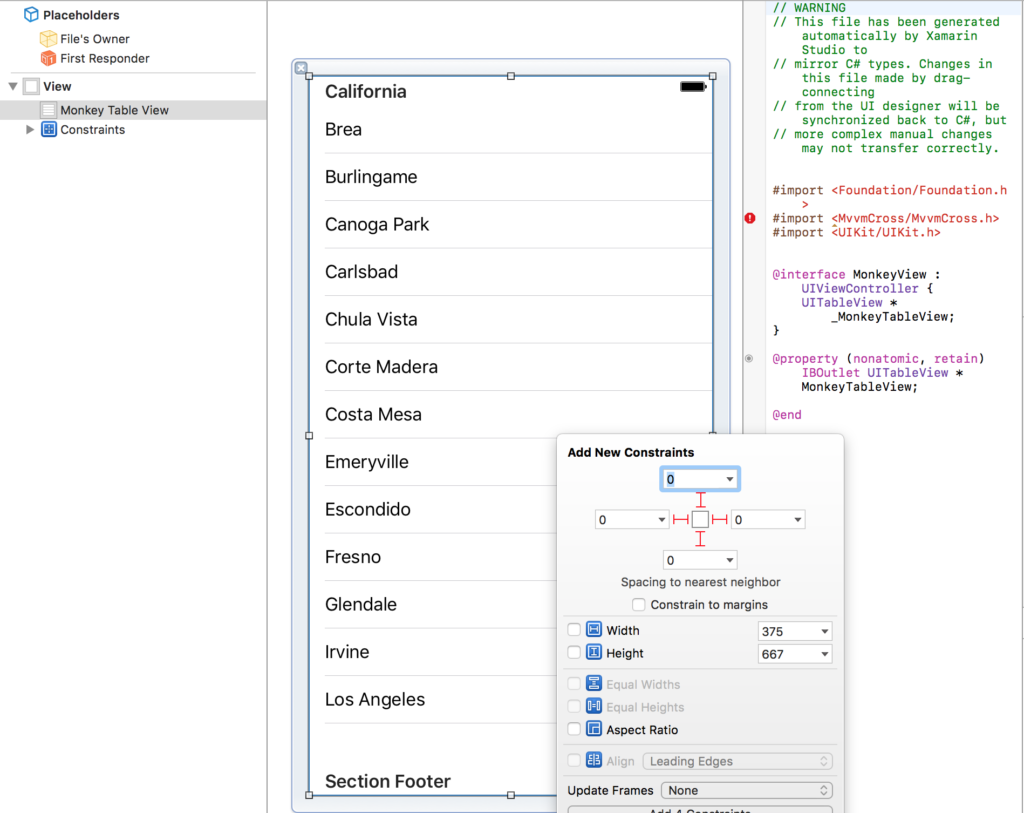 Placeholders
File's Owner
First Responder
View
Monkey Table View
Constraints
California
Brea
Burlingame
Canoga Park
Carlsbad
Chula Vista
Corte Madera
Costa Mesa
Emeryville
Escondido
Fresno
Glendale
Irvine
Los Angeles
Section Footer
// WARNING
// This file has been generated
automatically by Xamarin
Studio to
// mirror C# types. Changes in
this file made by drag-
connecting
// from the UI designer will be
synchronized back to C#, but
// more complex manual changes
may not transfer correctly.
#import <Foundation/Foundation.h
>
#import <MvvmCross/MvvmCross.h>
#import <UIKit/UIKit.h>
@interface MonkeyView :
UIViewController {
UITableView *
_MonkeyTableView;
}
@property (nonatomic, retain)
IBOutlet UITableView *
MonkeyTableView;
@end
Add New Constraints
0
0 0
0
Spacing to nearest neighbor
Constrain to margins
Width 375
Height 667
Equal Widths
Equal Heights
Aspect Ratio
Align Leading Edges
Update Frames None
Add 4 Constraints